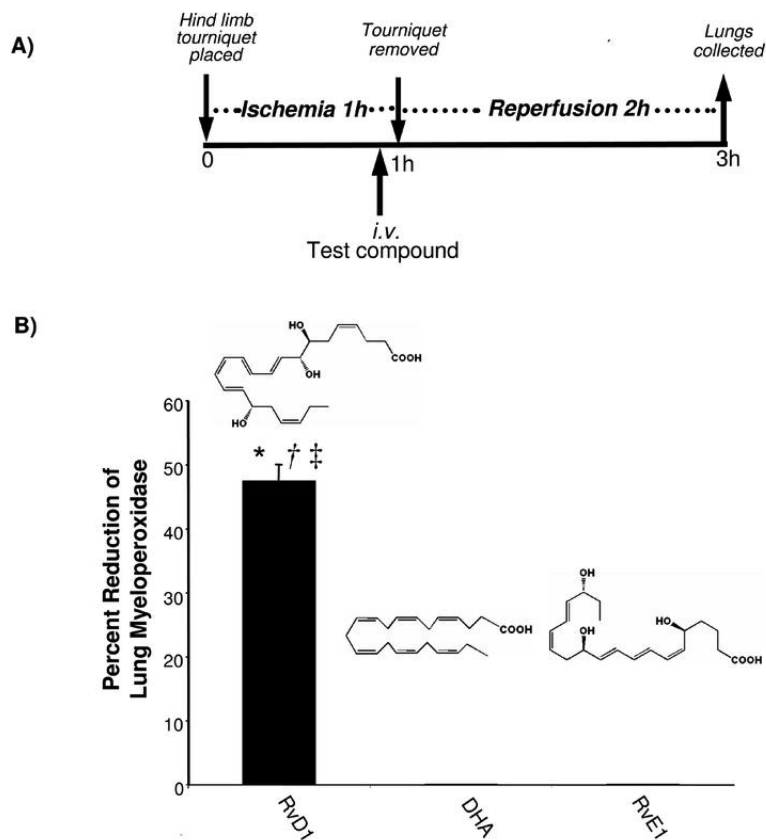 A)
Hind limb
tourniquet
placed
Tourniquet
removed
Lungs
collected
Ischemia 1h
Reperfusion 2h
0
1h
3h
i.v.
Test compound
B)
HO
COOH
OH
HO
60
* † ‡
50
40
30
20
10
0
Percent Reduction of
Lung Myeloperoxidase
COOH
OH
HO
OH
COOH
RvD1
DHA
RvE1